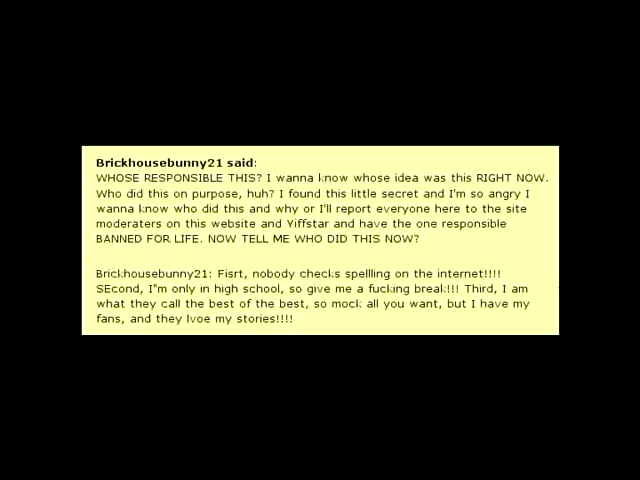 Brickhousebunny21 said:
WHOSE RESPONSIBLE THIS? I wanna know whose idea was this RIGHT NOW.
Who did this on purpose, huh? I found this little secret and I'm so angry I
wanna know who did this and why or I'll report everyone here to the site
moderaters on this website and Yiffstar and have the one responsible
BANNED FOR LIFE. NOW TELL ME WHO DID THIS NOW?
Brickhousebunny21: Fisrt, nobody checks spellling on the internet!!!!
SEcond, I"m only in high school, so give me a fucking break!!! Third, I am
what they call the best of the best, so mock all you want, but I have my
fans, and they lvoe my stories!!!!